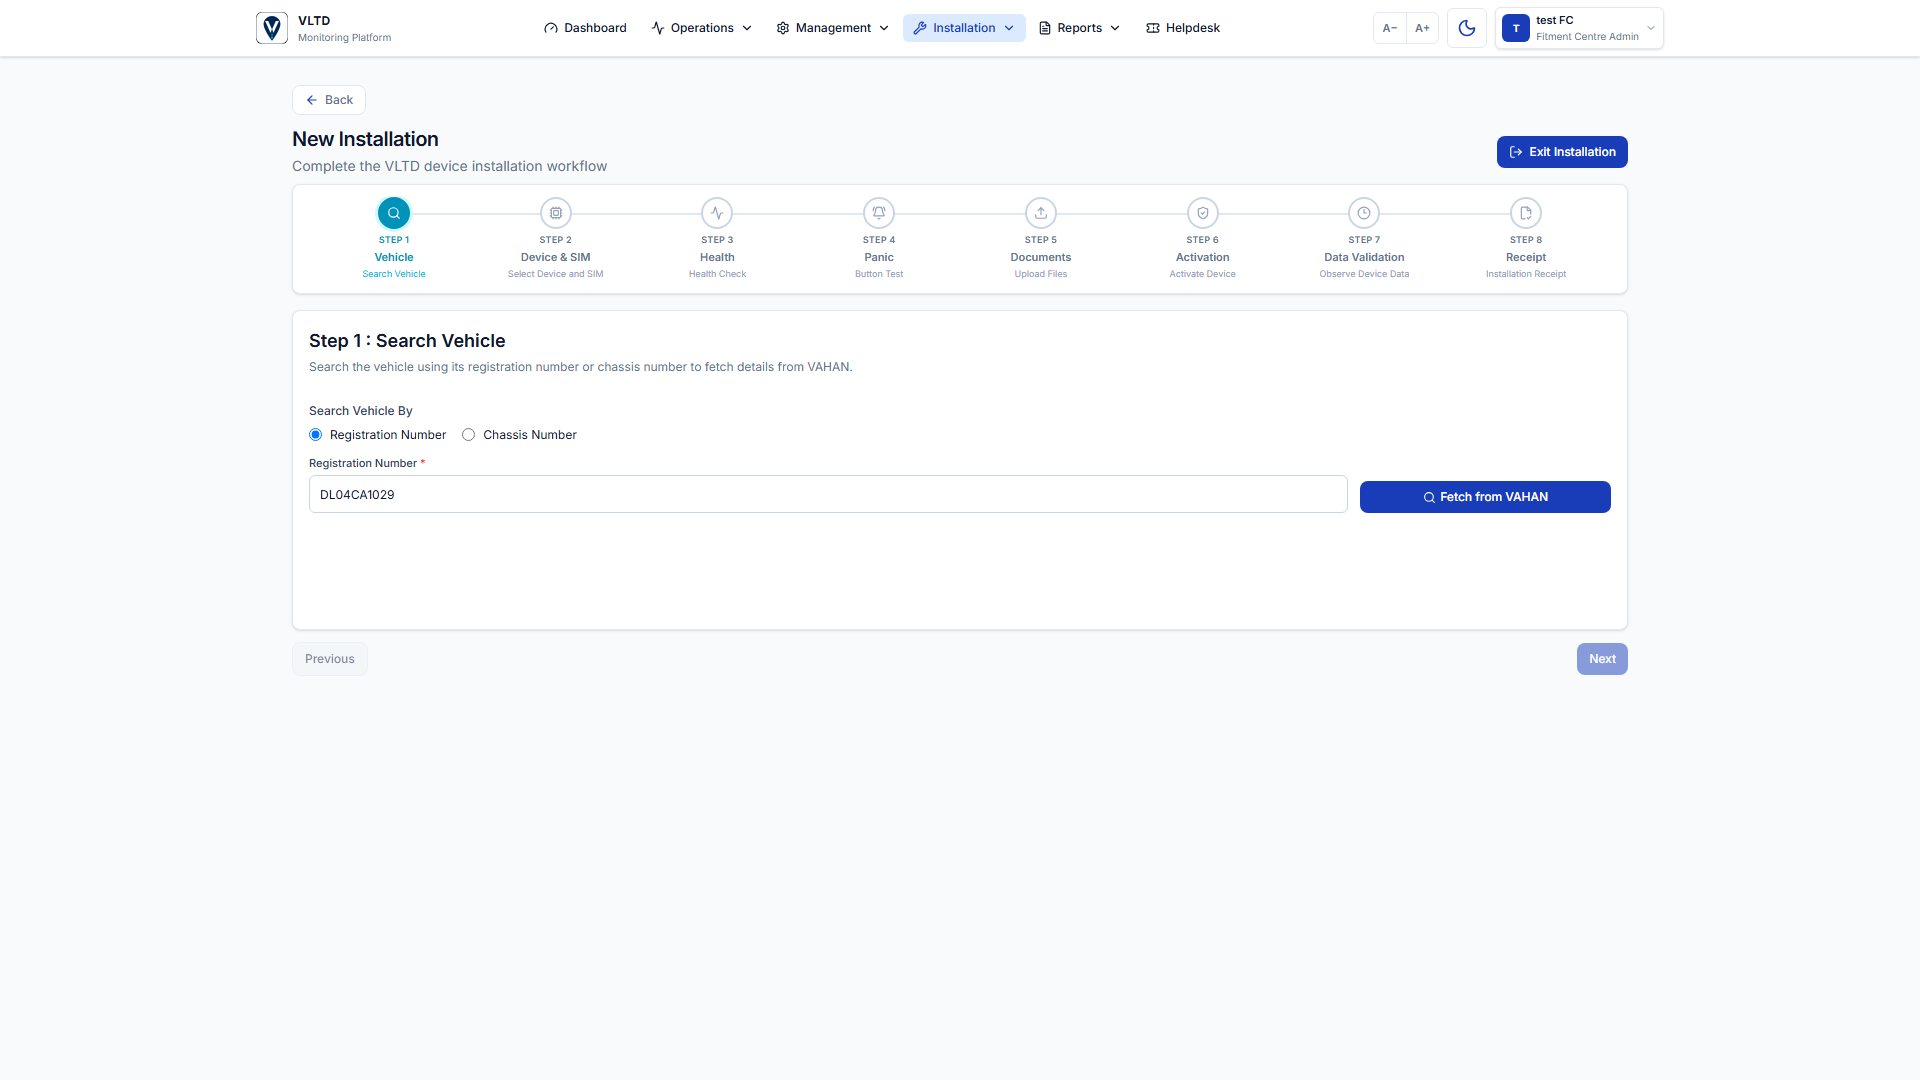 VLTD
Monitoring Platform
Dashboard
Operations
Management
Installation
Reports
Helpdesk
A−
A+
T
test FC
Fitment Centre Admin
Back
New Installation
Complete the VLTD device installation workflow
Exit Installation
STEP 1
Vehicle
Search Vehicle
STEP 2
Device & SIM
Select Device and SIM
STEP 3
Health
Health Check
STEP 4
Panic
Button Test
STEP 5
Documents
Upload Files
STEP 6
Activation
Activate Device
STEP 7
Data Validation
Observe Device Data
STEP 8
Receipt
Installation Receipt
Step 1 : Search Vehicle
Search the vehicle using its registration number or chassis number to fetch details from VAHAN.
Search Vehicle By
Registration Number
Chassis Number
Registration Number *
DL04CA1029
Fetch from VAHAN
Previous
Next